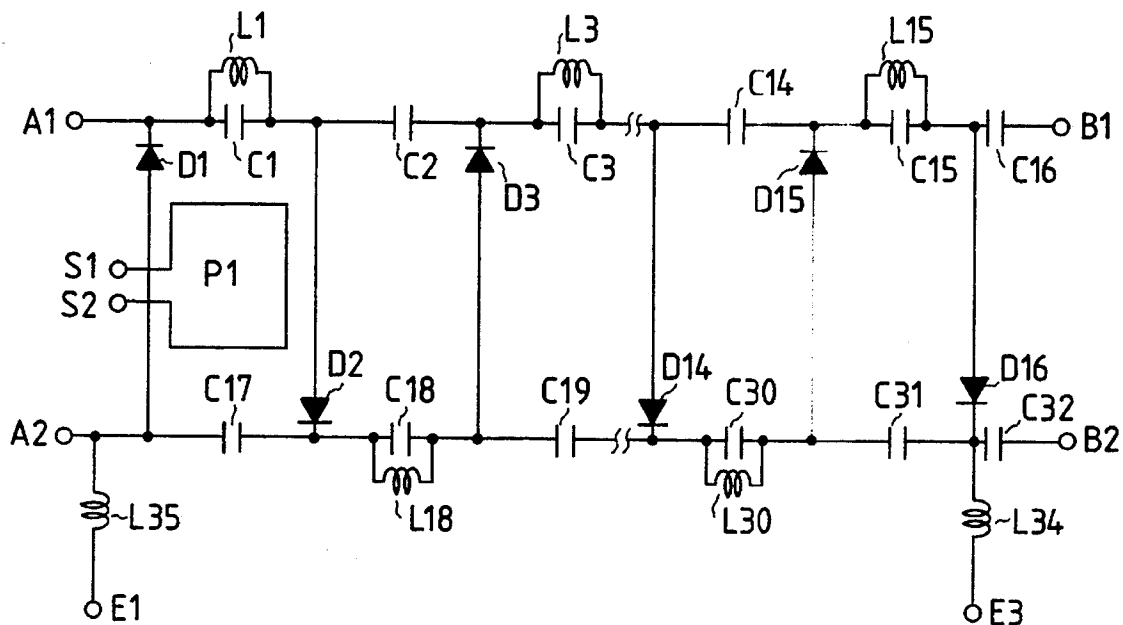 L1 L3 L15
C14
A1 B1
D1 C1 C2 D3 C3 D15 C15 C16
S1 P1
S2
D2 C17 C18 C19 D14 C30 C31 D16 C32
A2 B2
L35 L18 L30 L34
E1 E3